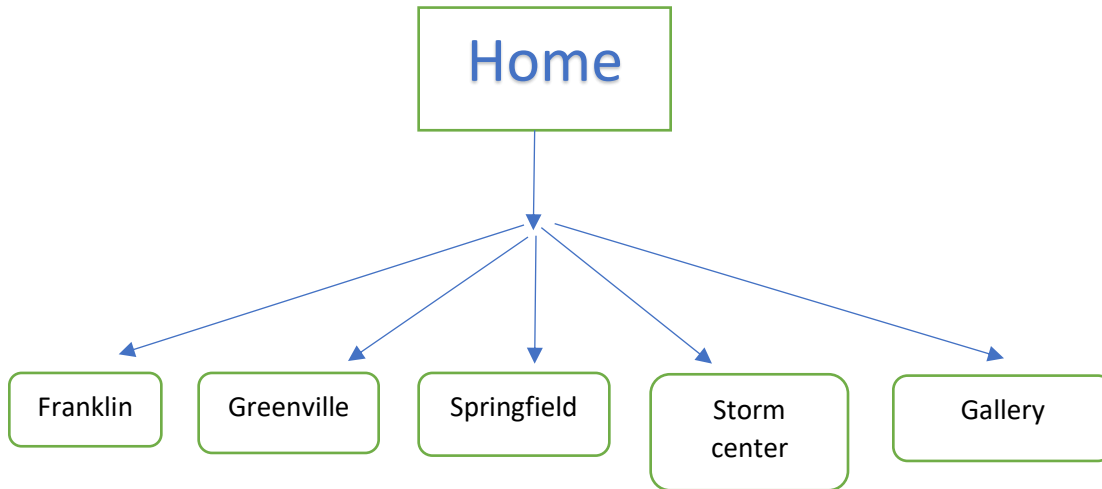 Home
Franklin
Greenville
Springfield
Storm
center
Gallery